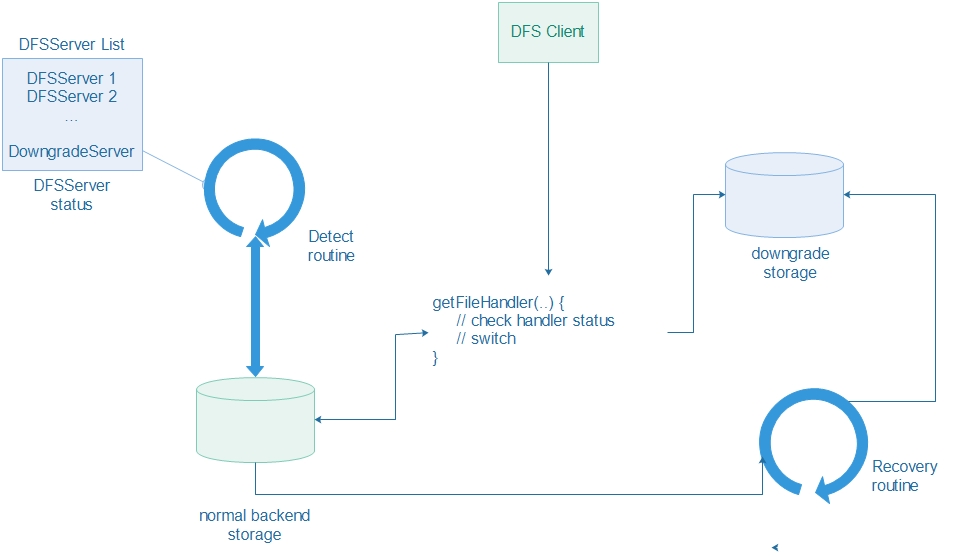 DFS Client
DFSServer List
DFSServer 1
DFSServer 2
...
DowngradeServer
DFSServer
status
Detect
routine
downgrade
storage
getFileHandler(..) {
// check handler status
// switch
}
Recovery
routine
normal backend
storage